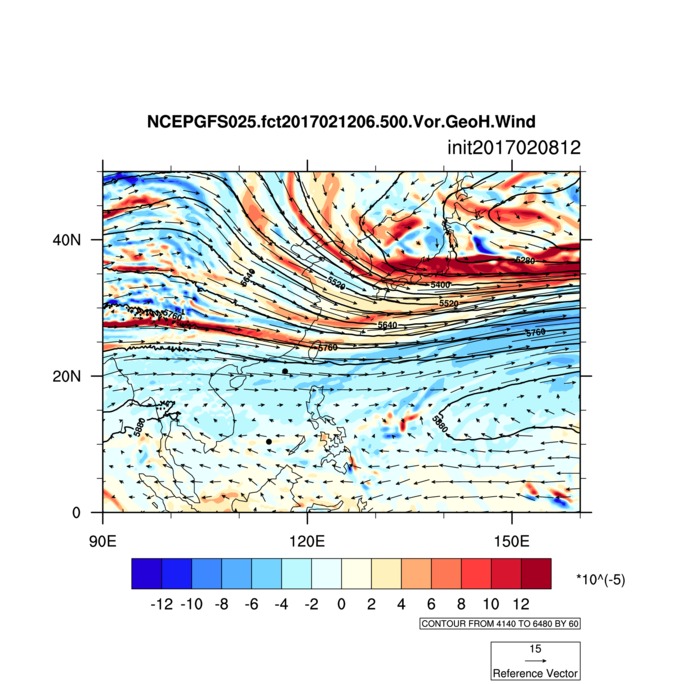 NCEPGFS025.fct2017021206.500.Vor.GeoH.Wind
init2017020812
40N
20N
0
5640
5520
5280
5400
5520
5640
5760
5760
5760
5880
5880
90E 120E 150E
-12 -10 -8 -6 -4 -2 0 2 4 6 8 10 12
*10^(-5)
CONTOUR FROM 4140 TO 6480 BY 60
15
Reference Vector